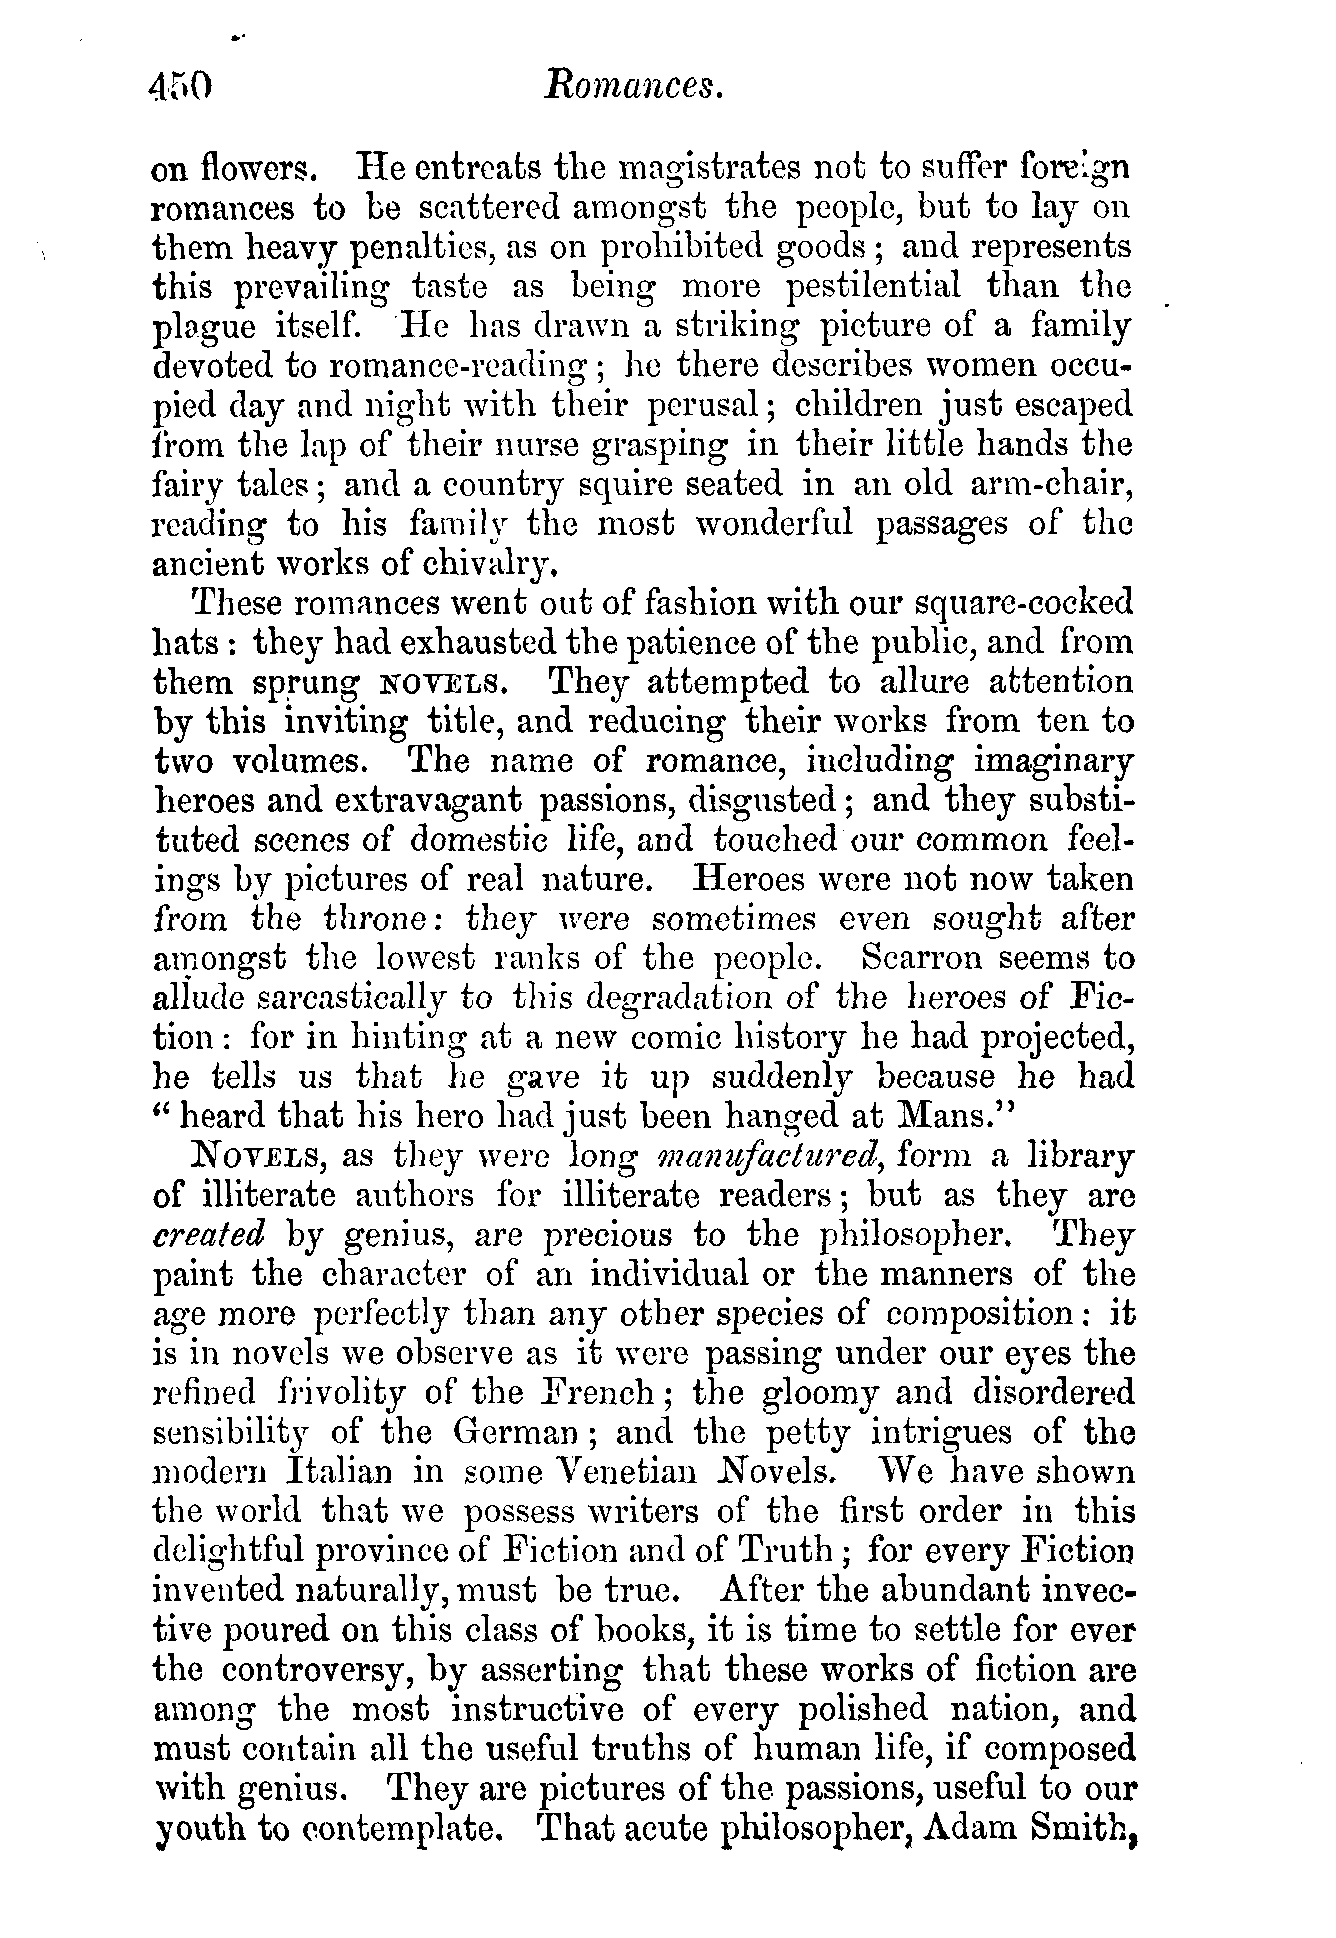 450 Romances.
on flowers. He entreats the magistrates not to suffer foreign
romances to be scattered amongst the people, but to lay on
them heavy penalties, as on prohibited goods; and represents
this prevailing taste as being more pestilential than the
plague itself. He has drawn a striking picture of a family
devoted to romance-reading; he there describes women occu-
pied day and night with their perusal; children just escaped
from the lap of their nurse grasping in their little hands the
fairy tales; and a country squire seated in an old arm-chair,
reading to his family the most wonderful passages of the
ancient works of chivalry.
These romances went out of fashion with our square-cocked
hats: they had exhausted the patience of the public, and from
them sprung NOVELS. They attempted to allure attention
by this inviting title, and reducing their works from ten to
two volumes. The name of romance, including imaginary
heroes and extravagant passions, disgusted; and they substi-
tuted scenes of domestic life, and touched our common feel-
ings by pictures of real nature. Heroes were not now taken
from the throne: they were sometimes even sought after
amongst the lowest ranks of the people. Scarron seems to
allude sarcastically to this degradation of the heroes of Fic-
tion: for in hinting at a new comic history he had projected,
he tells us that he gave it up suddenly because he had
"heard that his hero had just been hanged at Mans."
NOVELS, as they were long manufactured, form a library
of illiterate authors for illiterate readers; but as they are
created by genius, are precious to the philosopher. They
paint the character of an individual or the manners of the
age more perfectly than any other species of composition: it
is in novels we observe as it were passing under our eyes the
refined frivolity of the French; the gloomy and disordered
sensibility of the German; and the petty intrigues of the
modern Italian in some Venetian Novels. We have shown
the world that we possess writers of the first order in this
delightful province of Fiction and of Truth; for every Fiction
invented naturally, must be true. After the abundant invec-
tive poured on this class of books, it is time to settle for ever
the controversy, by asserting that these works of fiction are
among the most instructive of every polished nation, and
must contain all the useful truths of human life, if composed
with genius. They are pictures of the passions, useful to our
youth to contemplate. That acute philosopher, Adam Smith,